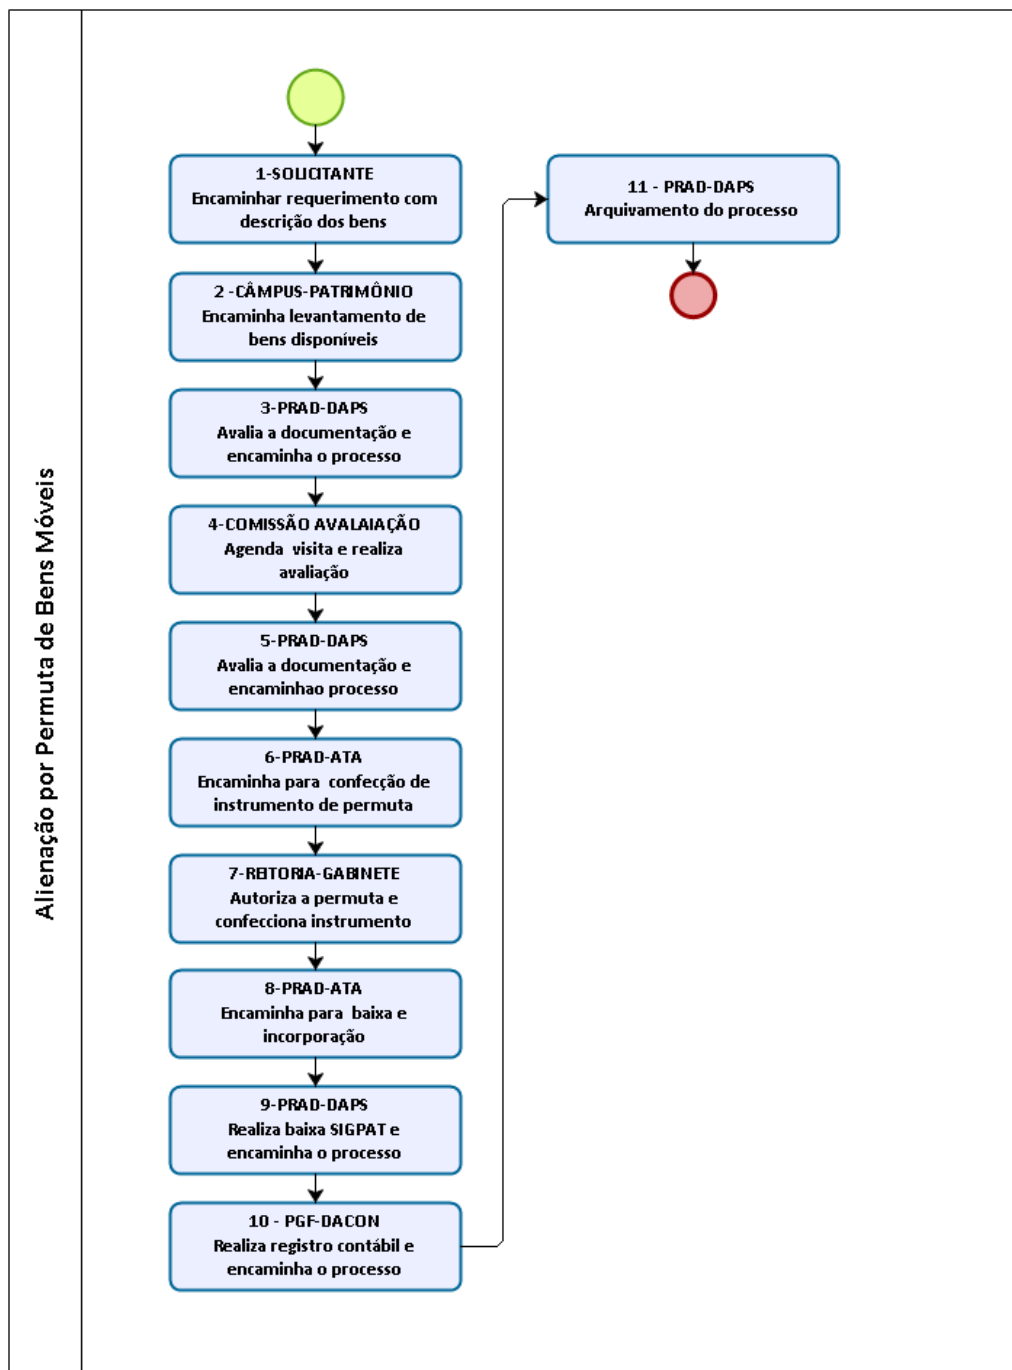 Alienação por Permuta de Bens Móveis
1-SOLICITANTE
Encaminhar requerimento com
descrição dos bens
2 -CÂMPUS-PATRIMÔNIO
Encaminha levantamento de
bens disponíveis
3-PRAD-DAPS
Avalia a documentação e
encaminha o processo
4-COMISSÃO AVALAIAÇÃO
Agenda visita e realiza
avaliação
5-PRAD-DAPS
Avalia a documentação e
encaminhao processo
6-PRAD-ATA
Encaminha para confecção de
instrumento de permuta
7-REITORIA-GABINETE
Autoriza a permuta e
confecciona instrumento
8-PRAD-ATA
Encaminha para baixa e
incorporação
9-PRAD-DAPS
Realiza baixa SIGPAT e
encaminha o processo
10 - PGF-DACON
Realiza registro contábil e
encaminha o processo
11 - PRAD-DAPS
Arquivamento do processo